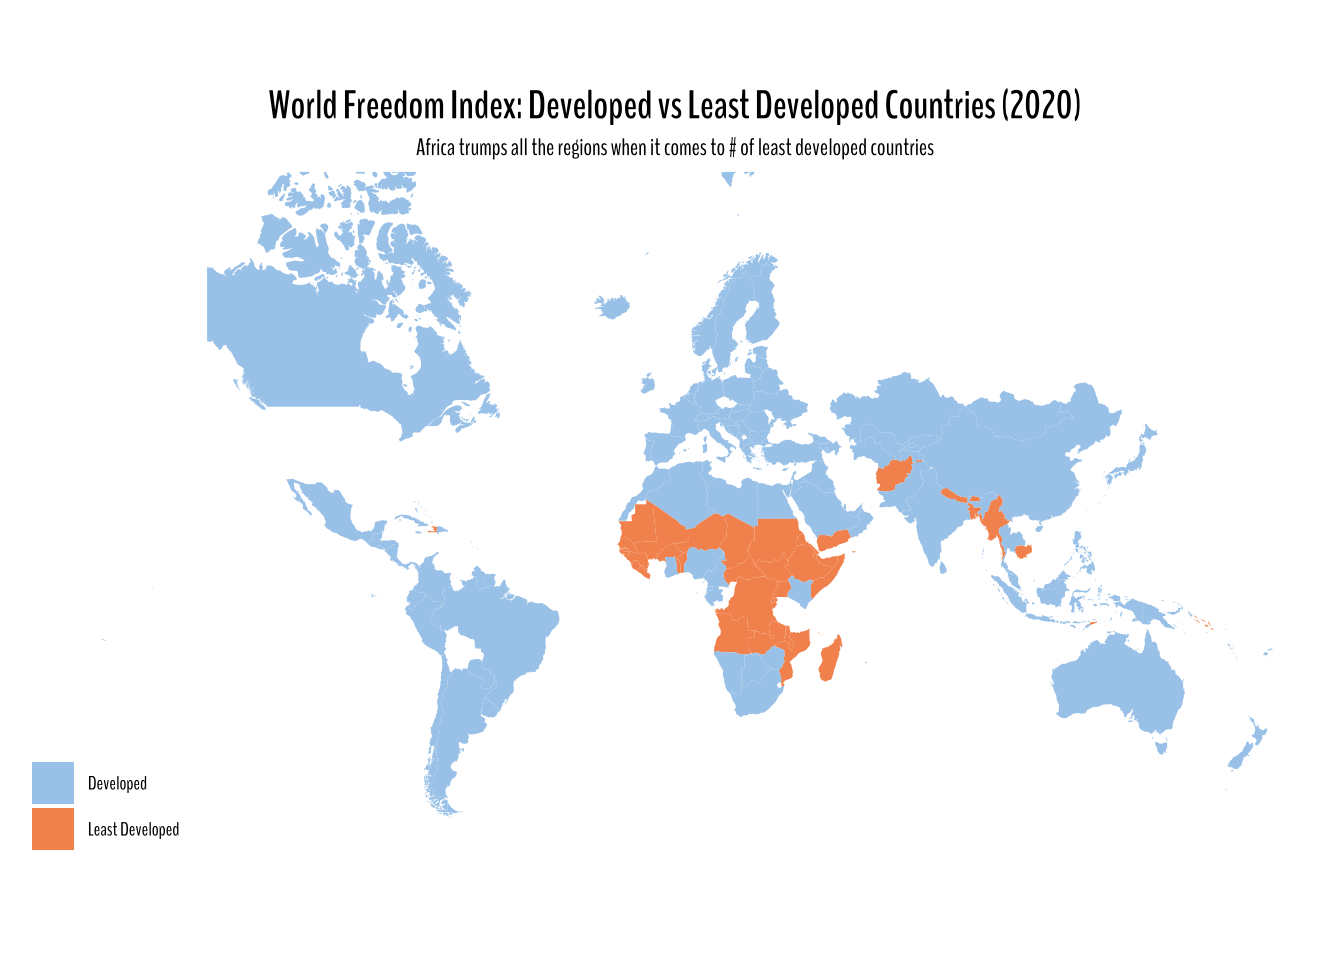 World Freedom Index: Developed vs Least Developed Countries (2020)
Africa trumps all the regions when it comes to # of least developed countries
Developed
Least Developed